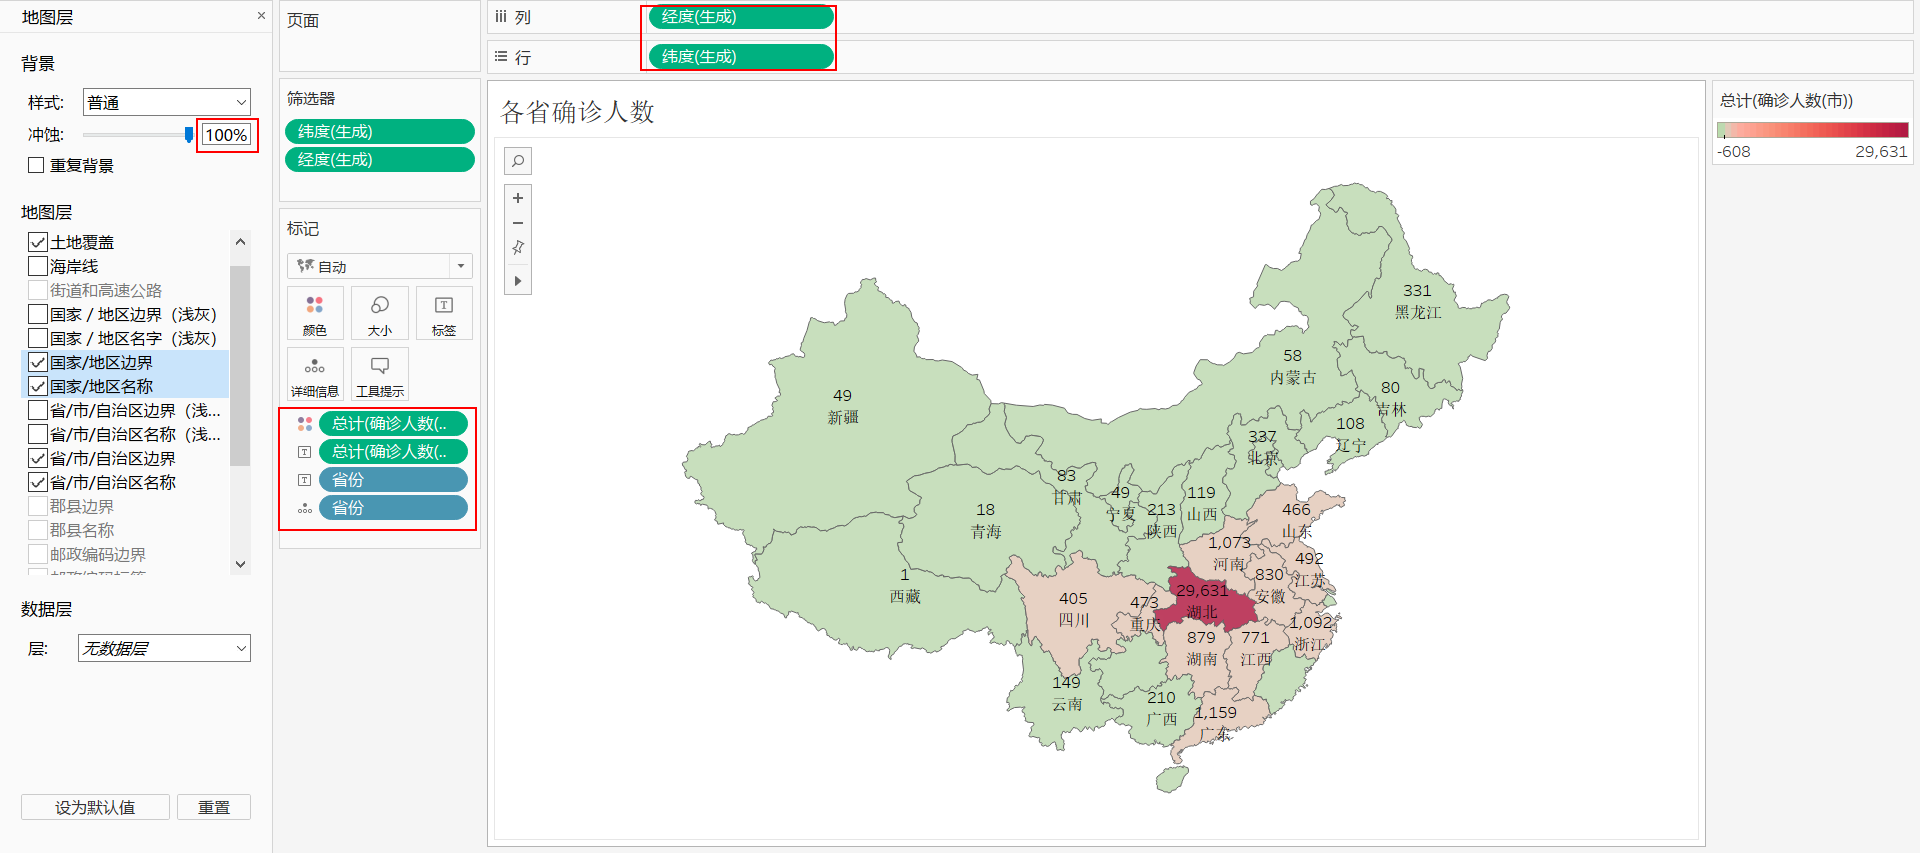 地图层
×
背景
样式: 普通
冲蚀: 100%
重复背景
地图层
土地覆盖
海岸线
街道和高速公路
国家 / 地区边界（浅灰）
国家 / 地区名字（浅灰）
国家/地区边界
国家/地区名称
省/市/自治区边界（浅...
省/市/自治区名称（浅...
省/市/自治区边界
省/市/自治区名称
郡县边界
郡县名称
邮政编码边界
数据层
层: 无数据层
设为默认值 重置
页面
筛选器
纬度(生成)
经度(生成)
标记
自动
颜色 大小 标签
详细信息 工具提示
总计(确诊人数(..
总计(确诊人数(..
省份
省份
列 经度(生成)
行 纬度(生成)
各省确诊人数
331
黑龙江
58
内蒙古
80
吉林
49
新疆
108
辽宁
337
北京
83
甘肃
49
宁夏
213
陕西
119
山西
18
青海
466
山东
1,073
河南
492
江苏
1
西藏
830
安徽
29,631
湖北
405
四川
473
重庆
1,092
浙江
879
湖南
771
江西
149
云南
210
广西
1,159
广东
总计(确诊人数(市))
-608 29,631